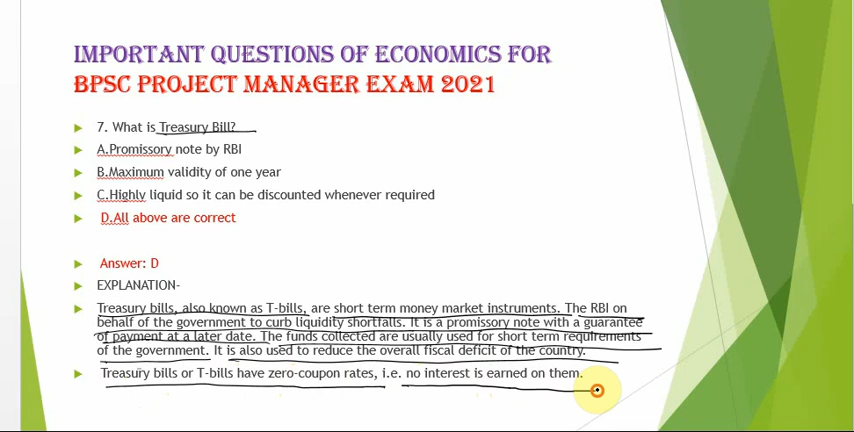 IMPORTANT QUESTIONS OF ECONOMICS FOR
BPSC PROJECT MANAGER EXAM 2021
7. What is Treasury Bill?
A.Promissory note by RBI
B.Maximum validity of one year
C.Highly liquid so it can be discounted whenever required
D.All above are correct
Answer: D
EXPLANATION-
Treasury bills, also known as T-bills, are short term money market instruments. The RBI on
behalf of the government to curb liquidity shortfalls. It is a promissory note with a guarantee
of payment at a later date. The funds collected are usually used for short term requirements
of the government. It is also used to reduce the overall fiscal deficit of the country.
Treasury bills or T-bills have zero-coupon rates, i.e. no interest is earned on them.